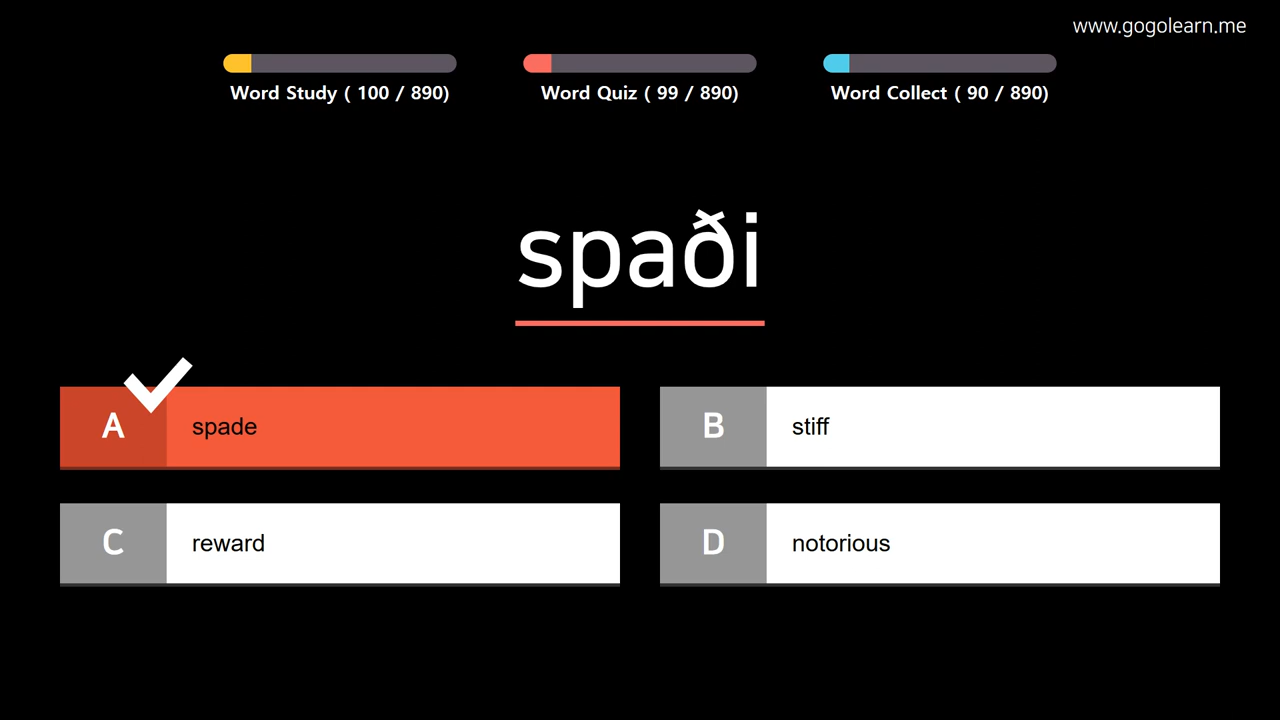 www.gogolearn.me
Word Study ( 100 / 890)
Word Quiz ( 99 / 890)
Word Collect ( 90 / 890)
spaði
A spade
B stiff
C reward
D notorious